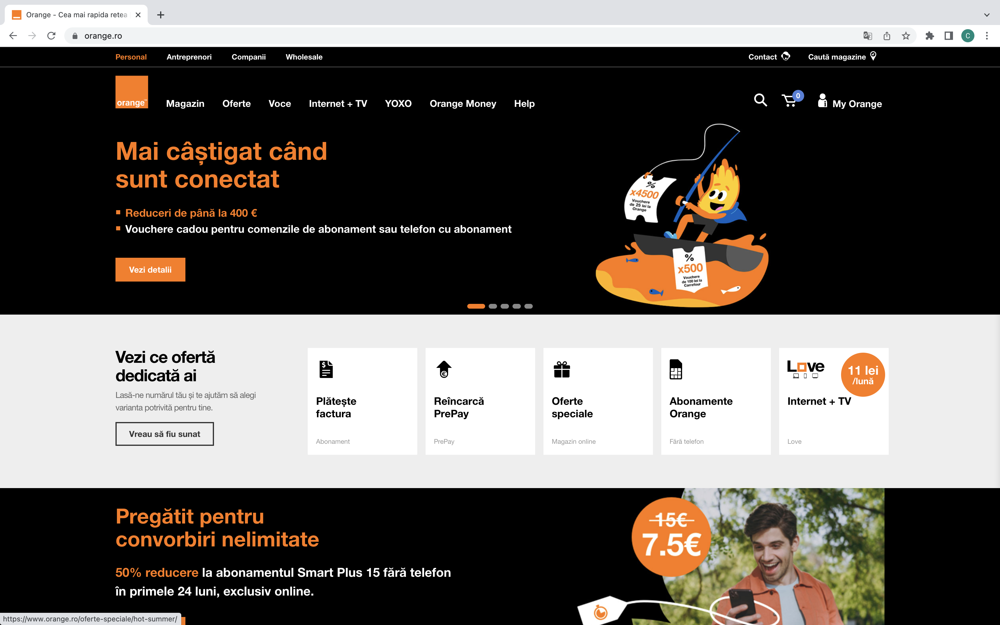 Orange - Cea mai rapida retea
orange.ro
C
Personal
Antreprenori
Companii
Wholesale
Contact
Caută magazine
orange™
Magazin
Oferte
Voce
Internet + TV
YOXO
Orange Money
Help
0
My Orange
Mai câștigat când
sunt conectat
Reduceri de până la 400 €
Vouchere cadou pentru comenzile de abonament sau telefon cu abonament
Vezi detalii
%
x4500
Vouchere
de 25 lei la
Orange
%
x500
Vouchere
de 100 lei la
Carrefour
Vezi ce ofertă
dedicată ai
Lasă-ne numărul tău și te ajutăm să alegi
varianta potrivită pentru tine.
Vreau să fiu sunat
Plătește
factura
Abonament
Reîncarcă
PrePay
PrePay
Oferte
speciale
Magazin online
Abonamente
Orange
Fără telefon
Love
11 lei
/lună
Internet + TV
Love
Pregătit pentru
convorbiri nelimitate
50% reducere la abonamentul Smart Plus 15 fără telefon
în primele 24 luni, exclusiv online.
15€
7.5€
https://www.orange.ro/oferte-speciale/hot-summer/